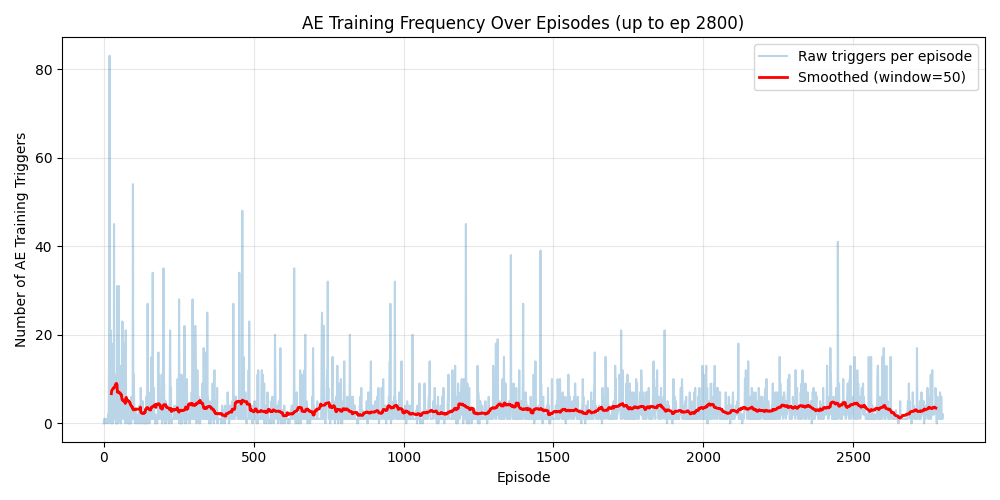 AE Training Frequency Over Episodes (up to ep 2800)
Raw triggers per episode
Smoothed (window=50)
Number of AE Training Triggers
80
60
40
20
0
0 500 1000 1500 2000 2500
Episode